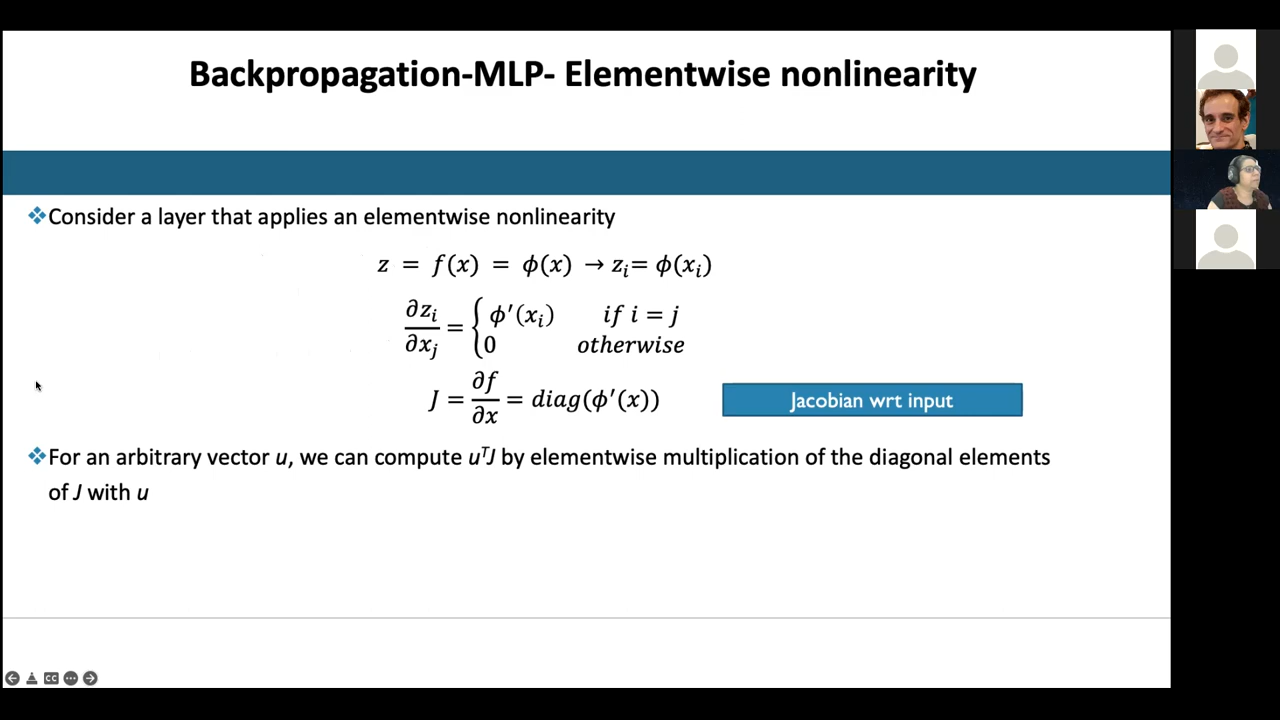 Backpropagation-MLP- Elementwise nonlinearity
❖Consider a layer that applies an elementwise nonlinearity
z = f(x) = ϕ(x) → zᵢ= ϕ(xᵢ)
∂zᵢ/∂xⱼ = { ϕ′(xᵢ) if i = j
0 otherwise
J = ∂f/∂x = diag(ϕ′(x))
Jacobian wrt input
❖For an arbitrary vector u, we can compute uᵀJ by elementwise multiplication of the diagonal elements
of J with u
CC